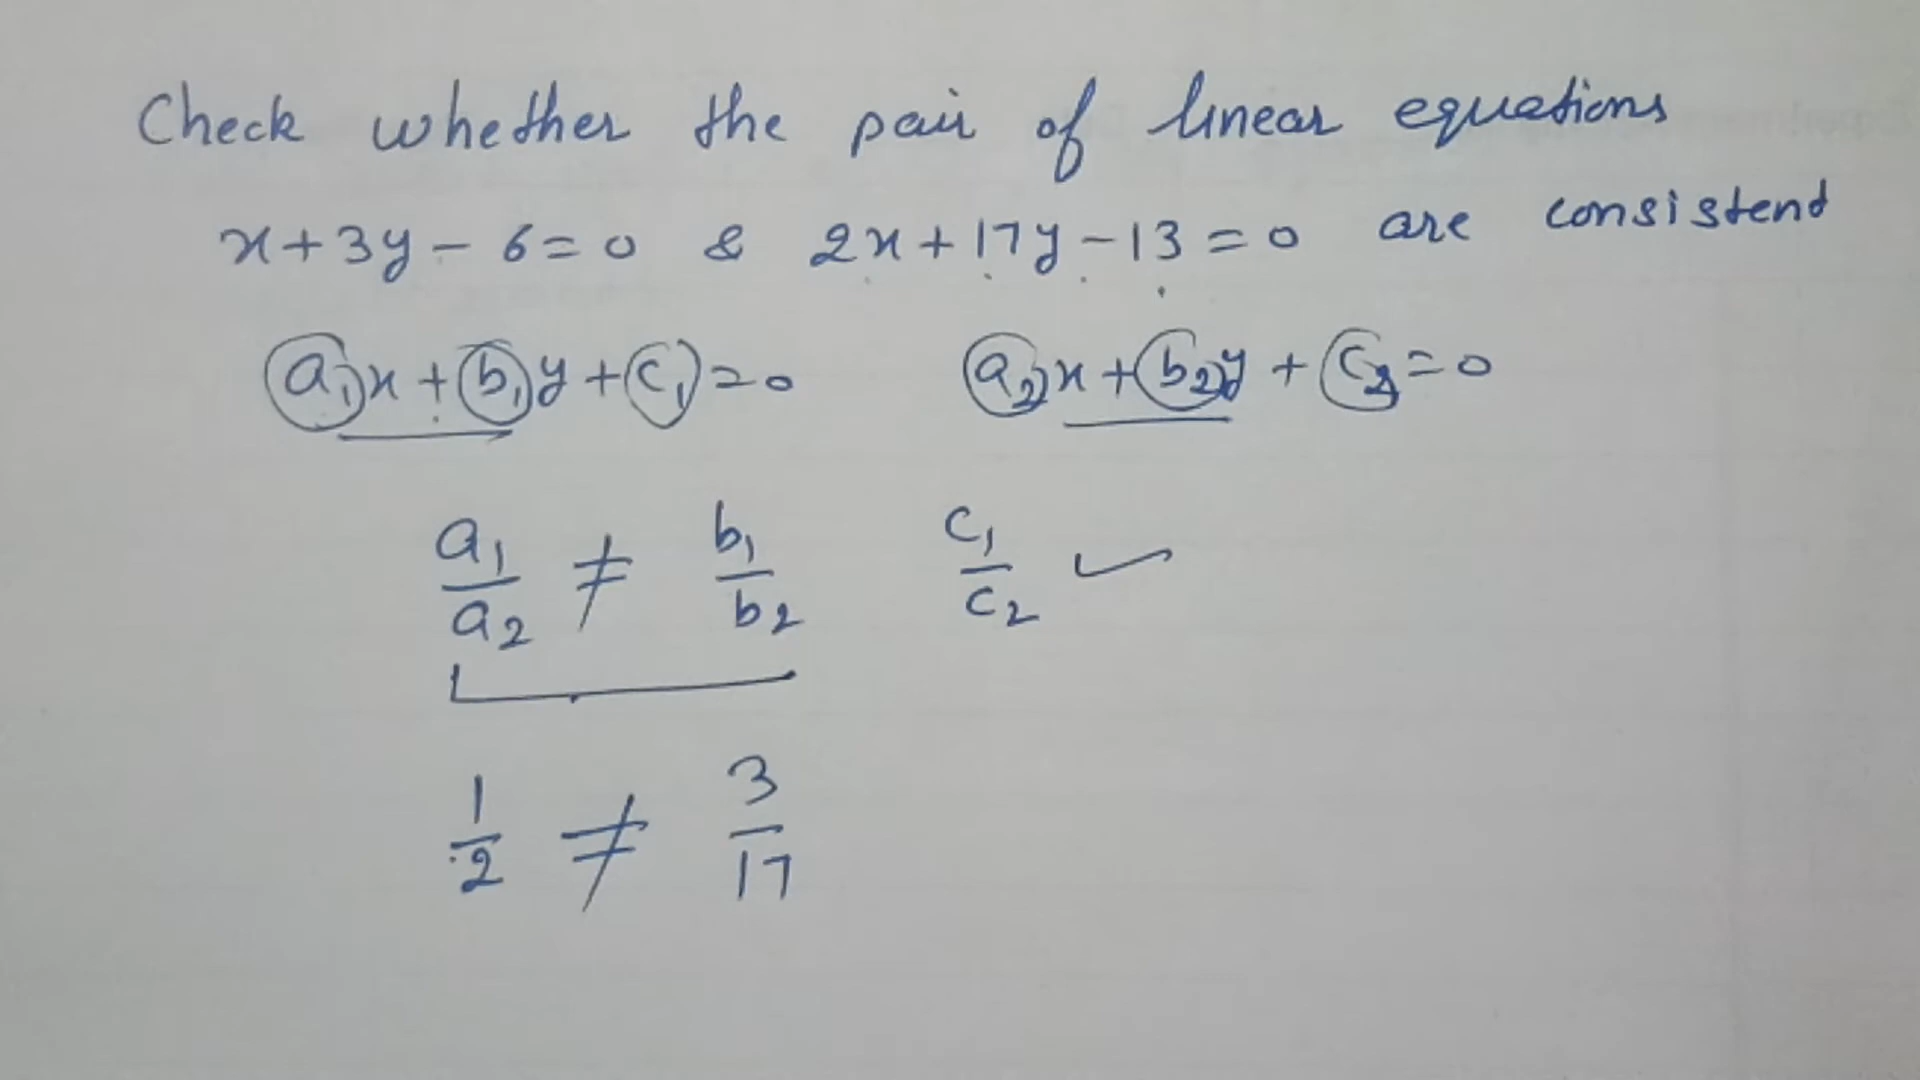 Check whether the pair of linear equations
x+3y-6=0 & 2x+17y-13=0 are consistend
a₁x+b₁y+c₁=0 a₂x+b₂y+c₂=0
a₁/a₂ ≠ b₁/b₂ c₁/c₂ ✓
1/2 ≠ 3/17